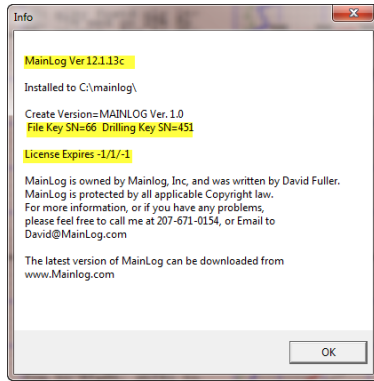 Info
MainLog Ver 12.1.13c
Installed to C:\mainlog\
Create Version=MAINLOG Ver. 1.0
File Key SN=66 Drilling Key SN=451
License Expires -1/1/-1
MainLog is owned by Mainlog, Inc, and was written by David Fuller.
MainLog is protected by all applicable Copyright law.
For more information, or if you have any problems,
please feel free to call me at 207-671-0154, or Email to
David@MainLog.com
The latest version of MainLog can be downloaded from
www.Mainlog.com
OK